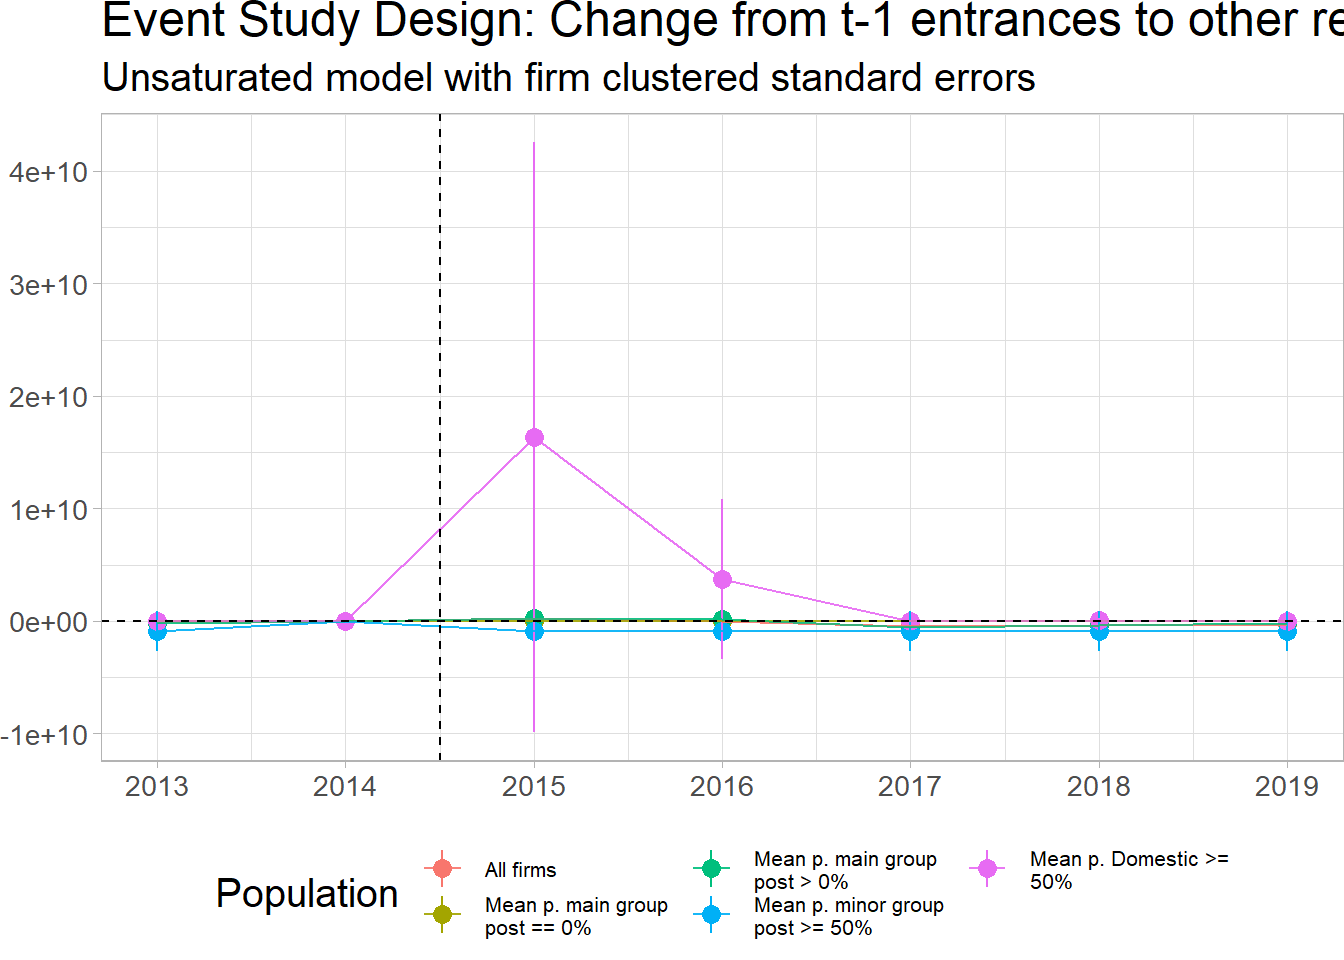 Event Study Design: Change from t-1 entrances to other re
Unsaturated model with firm clustered standard errors
4e+10
3e+10
2e+10
1e+10
0e+00
-1e+10
2013 2014 2015 2016 2017 2018 2019
Population
All firms
Mean p. main group
post == 0%
Mean p. main group
post > 0%
Mean p. minor group
post >= 50%
Mean p. Domestic >=
50%